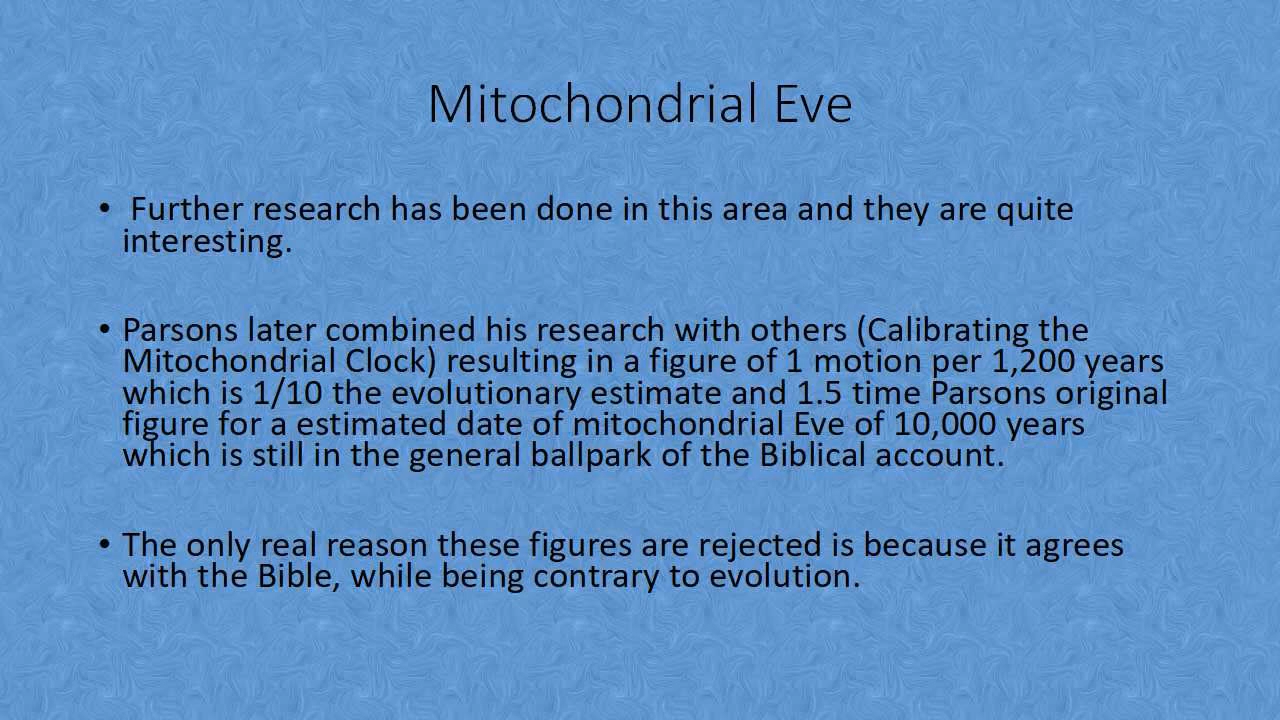 Mitochondrial Eve
• Further research has been done in this area and they are quite
interesting.
• Parsons later combined his research with others (Calibrating the
Mitochondrial Clock) resulting in a figure of 1 motion per 1,200 years
which is 1/10 the evolutionary estimate and 1.5 time Parsons original
figure for a estimated date of mitochondrial Eve of 10,000 years
which is still in the general ballpark of the Biblical account.
• The only real reason these figures are rejected is because it agrees
with the Bible, while being contrary to evolution.